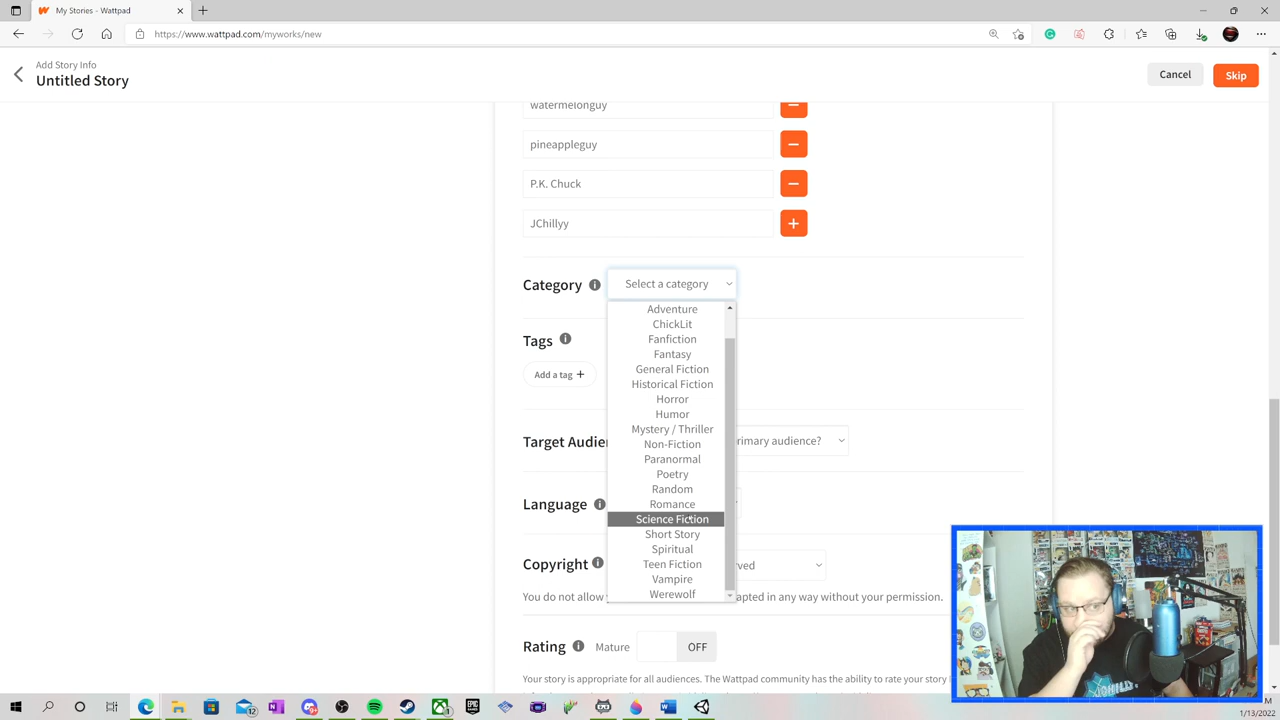 My Stories - Wattpad
https://www.wattpad.com/myworks/new
Add Story Info
Untitled Story
Cancel
Skip
watermelonguy
pineappleguy
P.K. Chuck
JChillyy
Category
Select a category
Adventure
ChickLit
Fanfiction
Fantasy
General Fiction
Historical Fiction
Horror
Humor
Mystery / Thriller
Non-Fiction
Paranormal
Poetry
Random
Romance
Science Fiction
Short Story
Spiritual
Teen Fiction
Vampire
Werewolf
Tags
Add a tag +
Target Audie
rimary audience?
Language
Copyright
ved
You do not allow y
apted in any way without your permission.
Rating
Mature
OFF
Your story is appropriate for all audiences. The Wattpad community has the ability to rate your story
12
M
1/13/2022